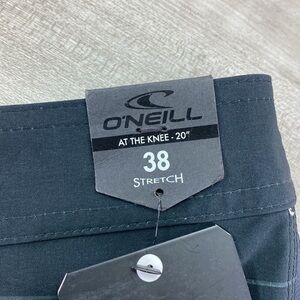 O'NEILL
AT THE KNEE - 20"
38
STRETCH